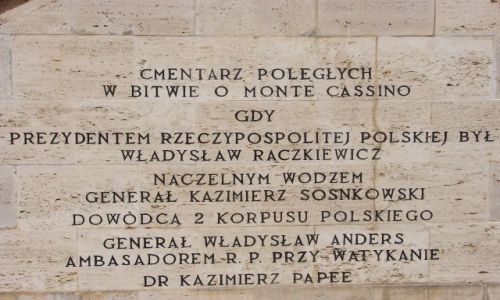 CMENTARZ POLEGŁYCH
W BITWIE O MONTE CASSINO
GDY
PREZYDENTEM RZECZYPOSPOLITEJ POLSKIEJ BYŁ
WŁADYSŁAW RACZKIEWICZ
NACZELNYM WODZEM
GENERAŁ KAZIMIERZ SOSNKOWSKI
DOWÓDCĄ 2 KORPUSU POLSKIEGO
GENERAŁ WŁADYSŁAW ANDERS
AMBASADOREM R. P. PRZY WATYKANIE
DR KAZIMIERZ PAPEE